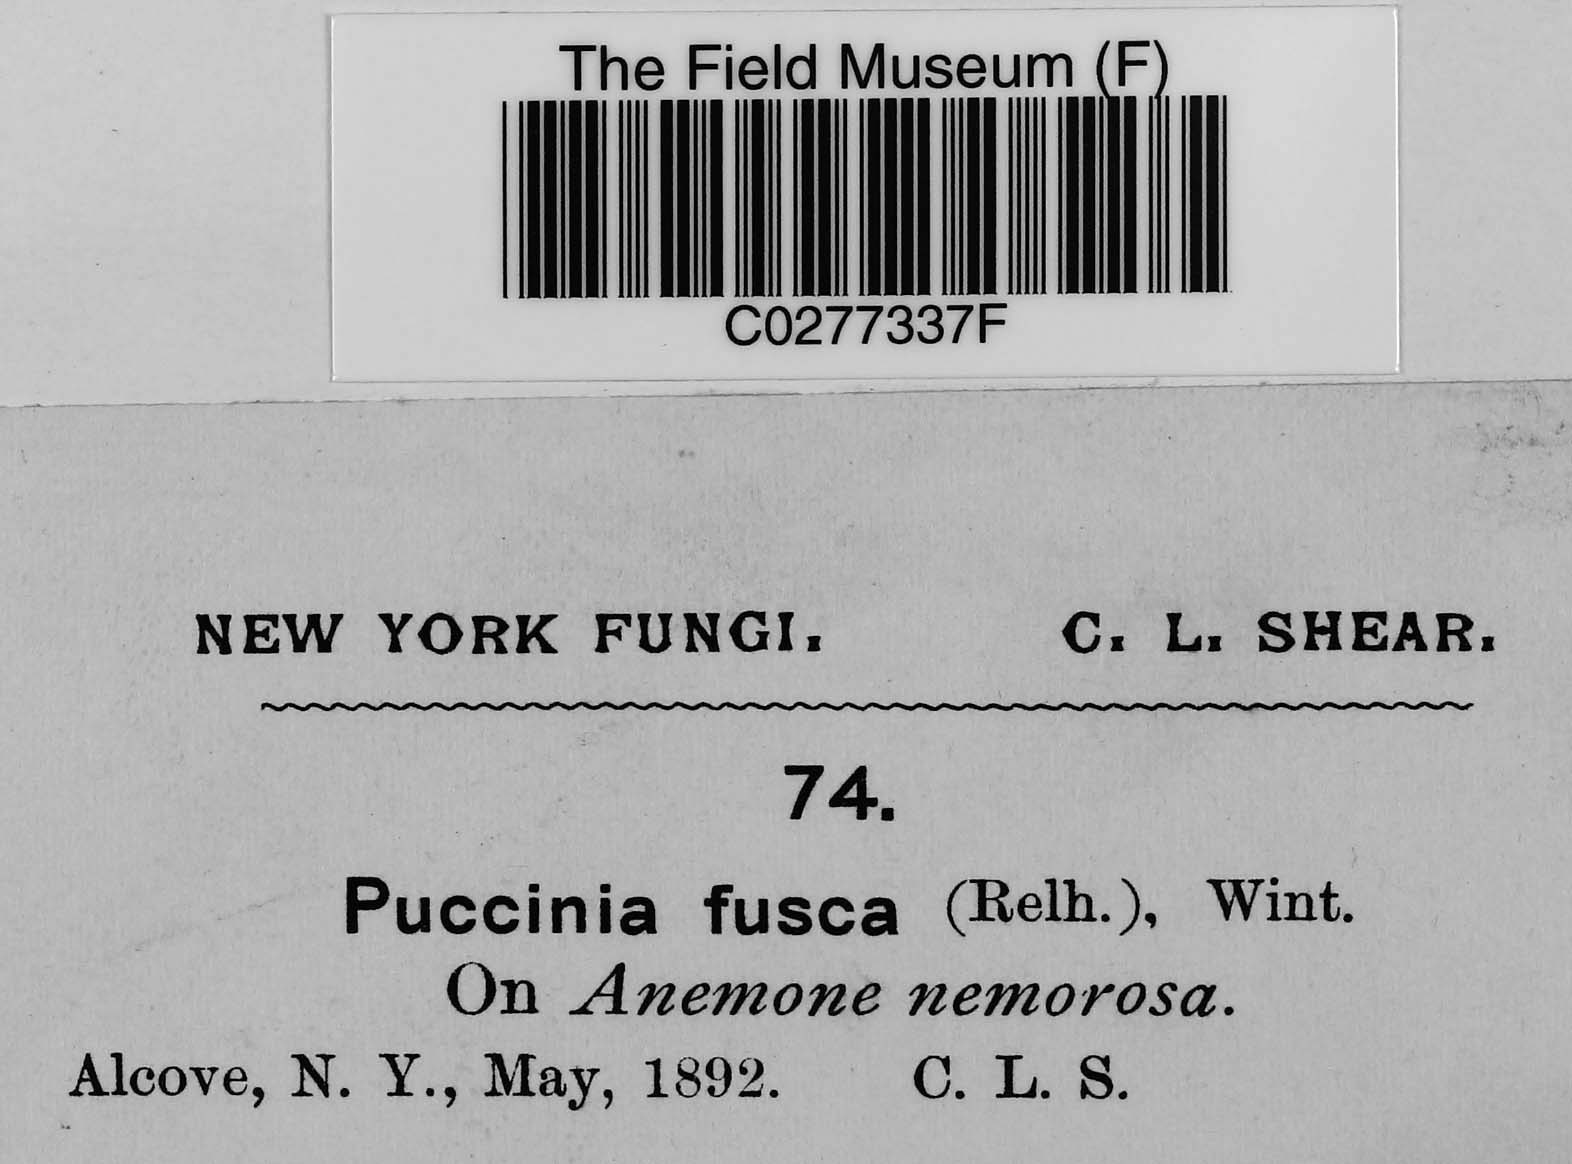 The Field Museum (F)
C0277337F
NEW YORK FUNGI. C. L. SHEAR.
74.
Puccinia fusca (Relh.), Wint.
On Anemone nemorosa.
Alcove, N. Y., May, 1892. C. L. S.